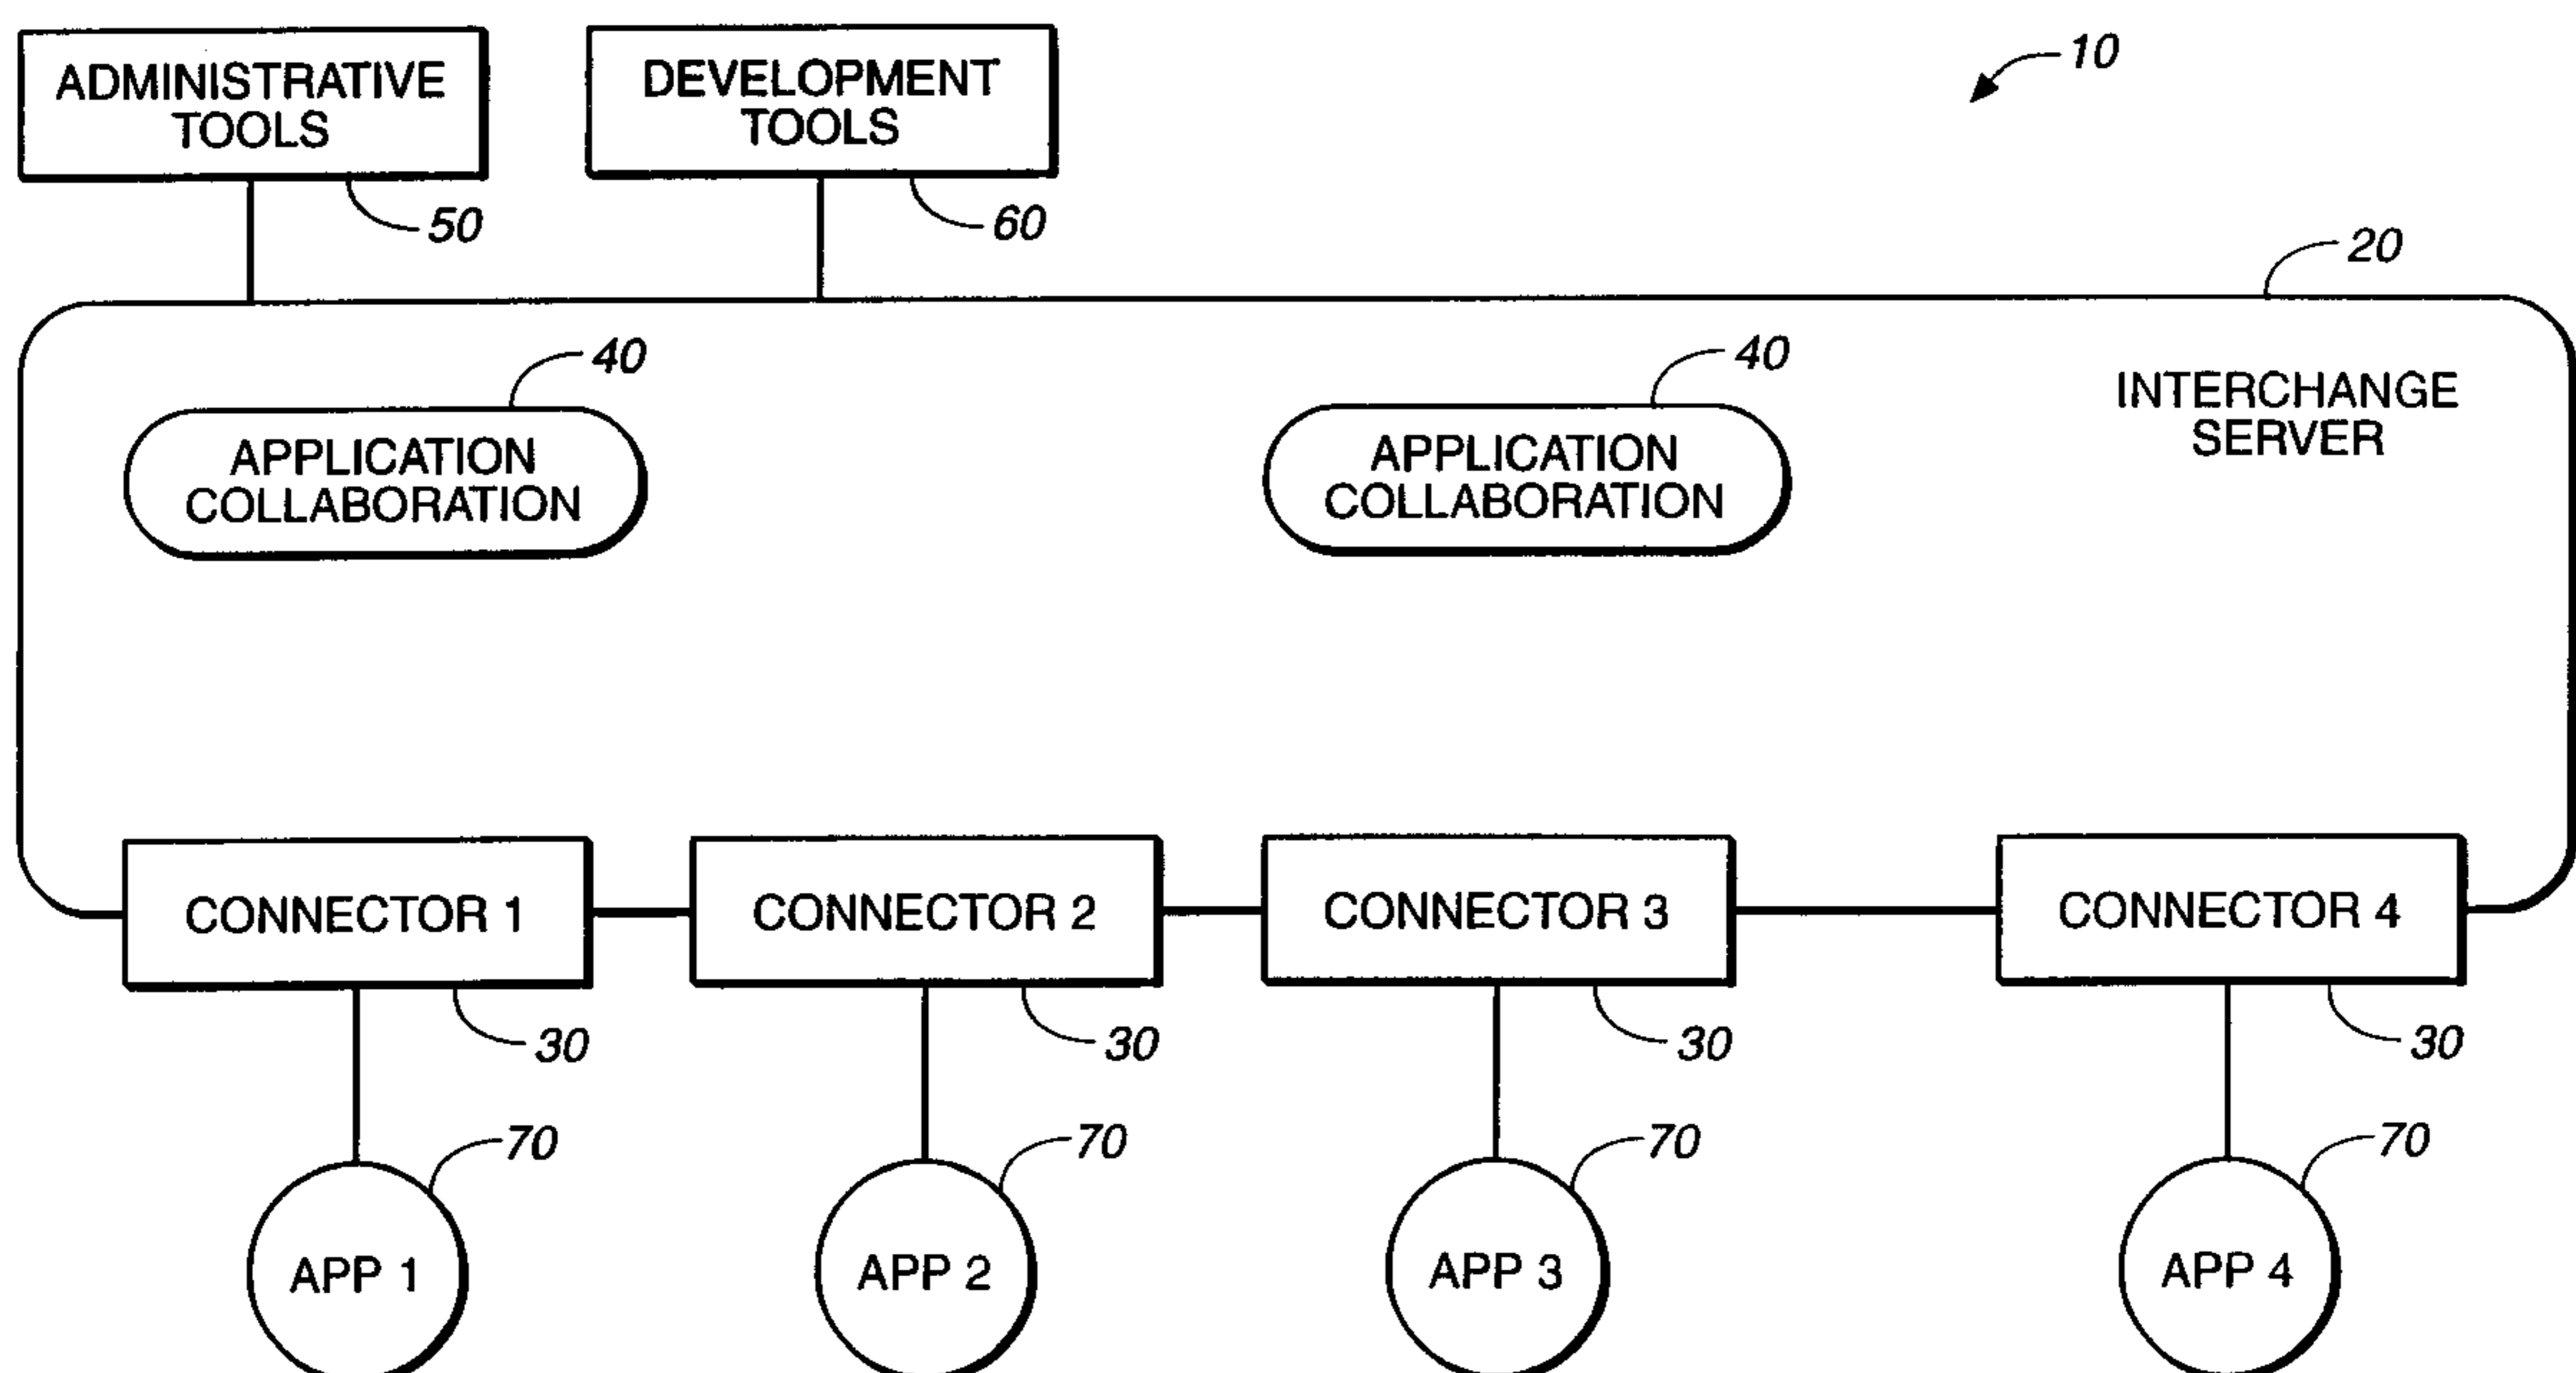 ADMINISTRATIVE
TOOLS
DEVELOPMENT
TOOLS
10
50
60
20
40
40
INTERCHANGE
SERVER
APPLICATION
COLLABORATION
APPLICATION
COLLABORATION
CONNECTOR 1
CONNECTOR 2
CONNECTOR 3
CONNECTOR 4
30
30
30
30
70
70
70
70
APP 1
APP 2
APP 3
APP 4